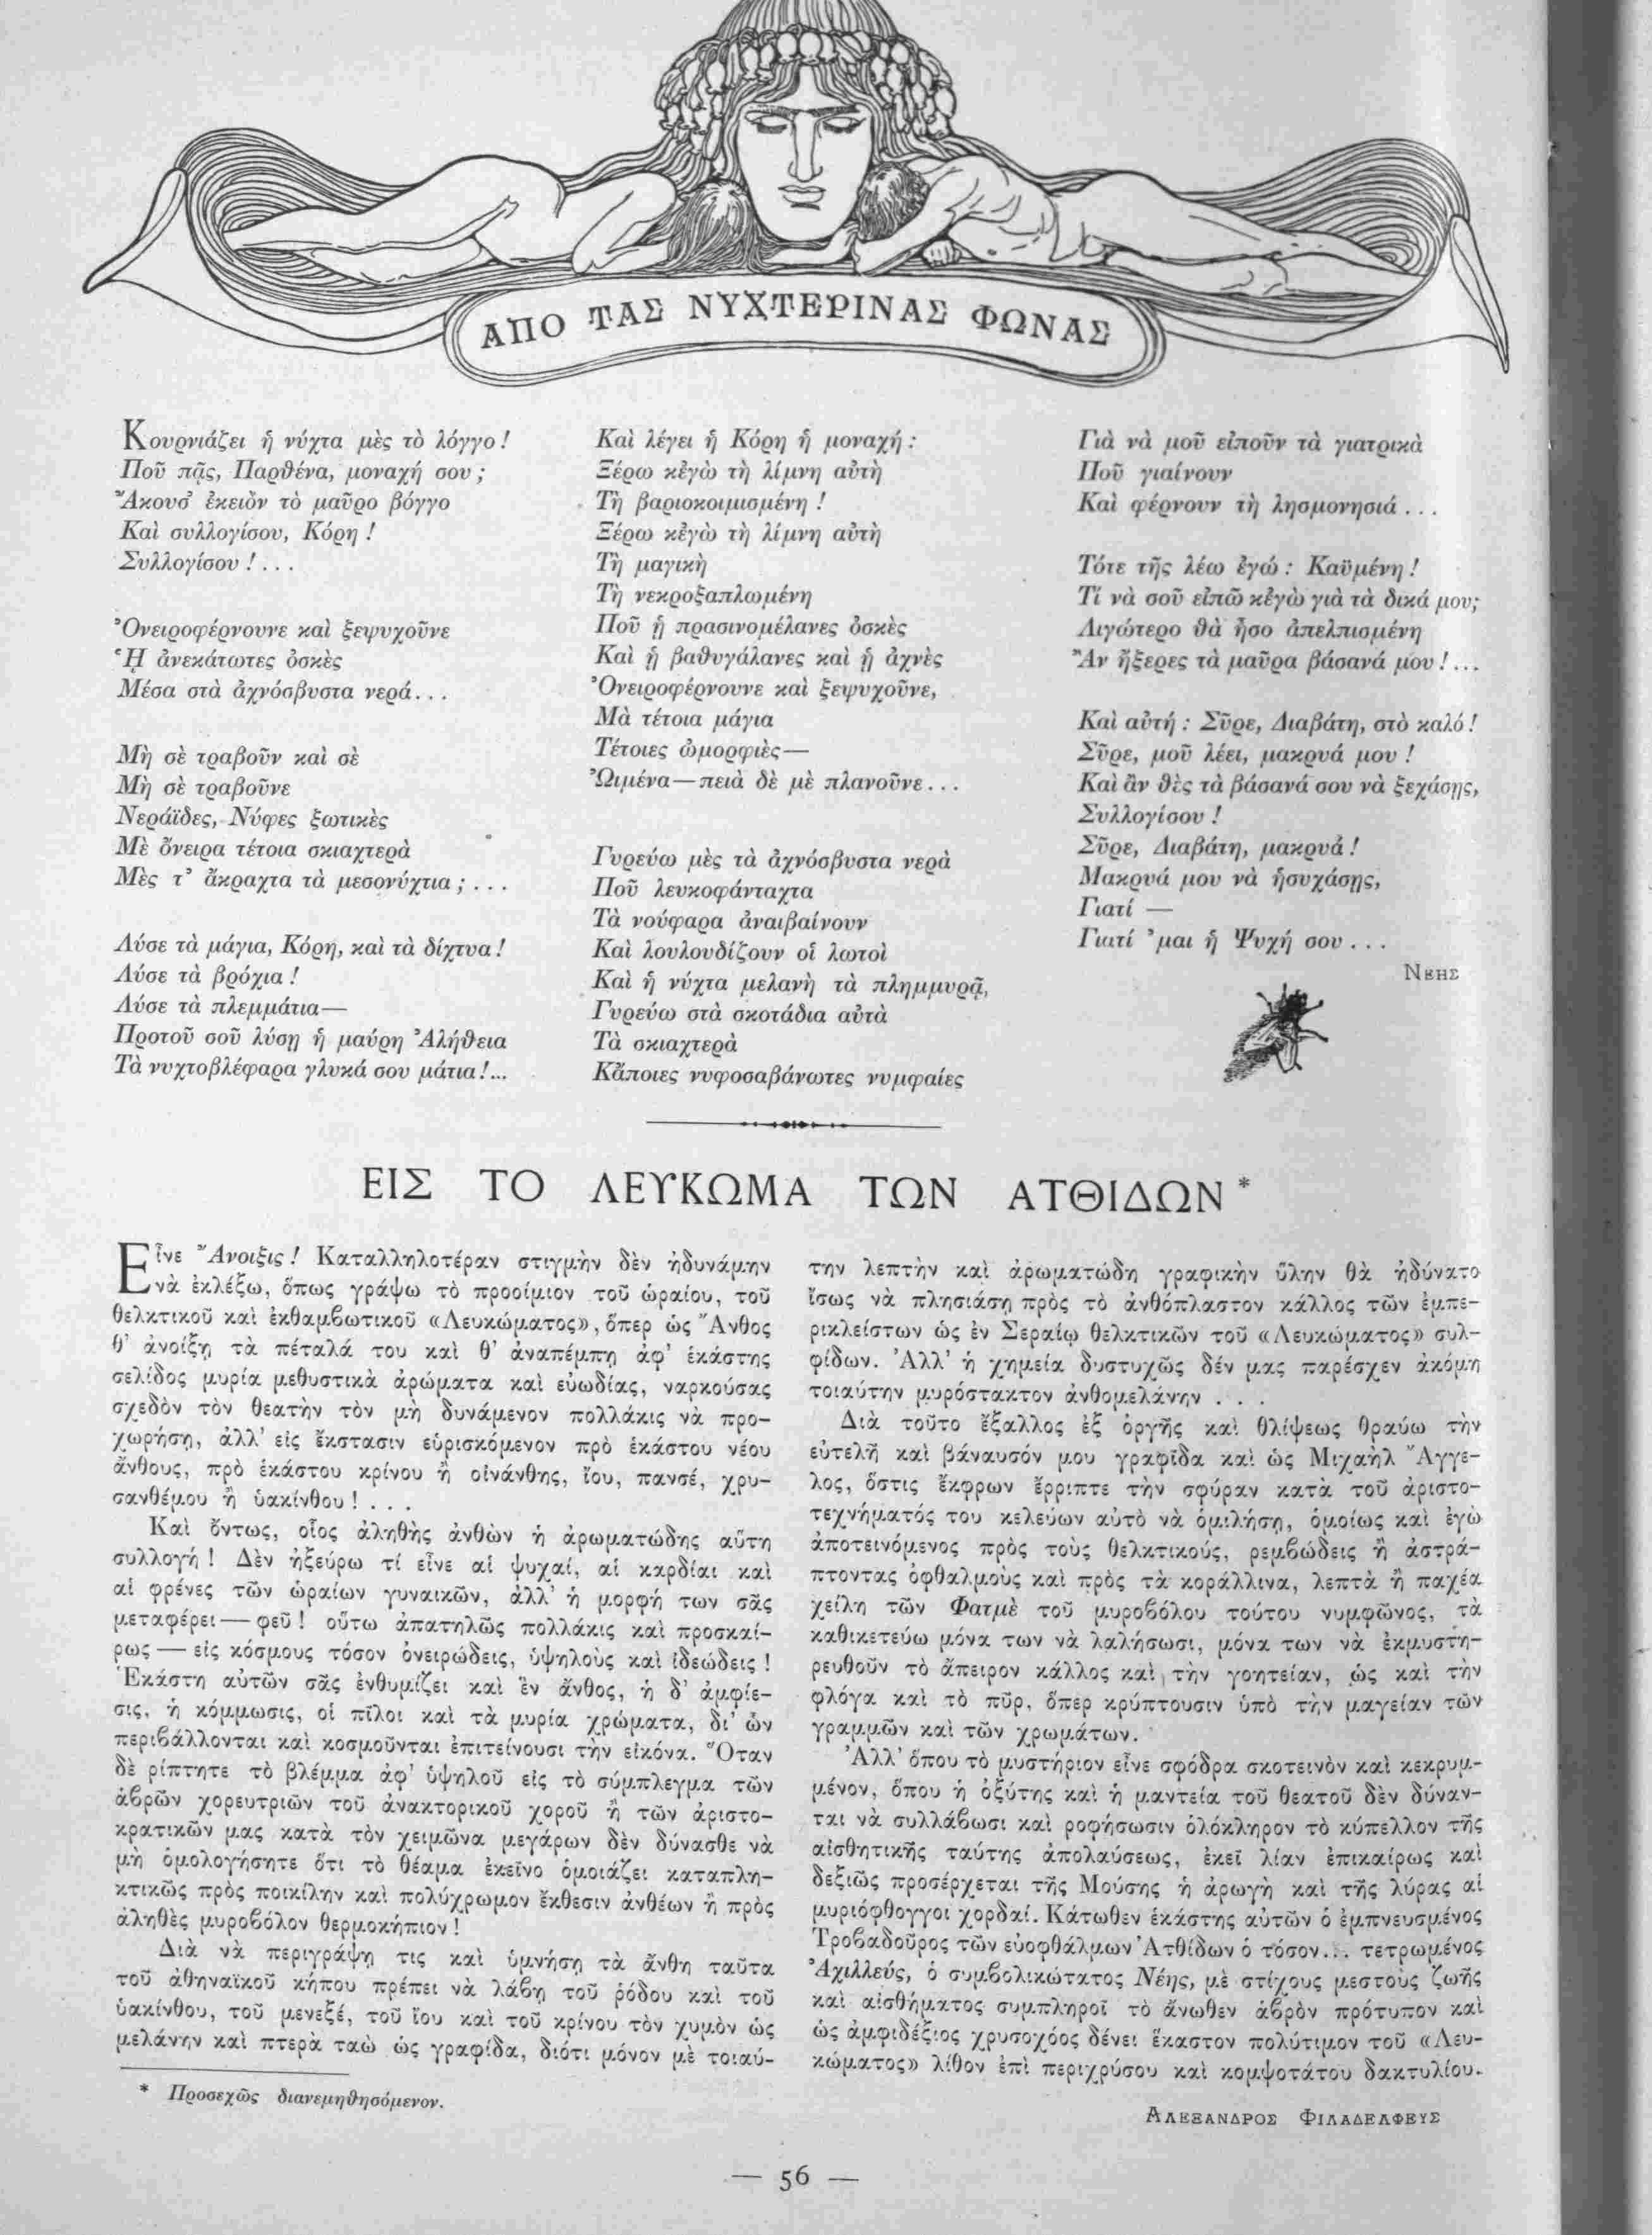 ΑΠΟ ΤΑΣ ΝΥΧΤΕΡΙΝΑΣ ΦΩΝΑΣ
Κουρνιάζει ἡ νύχτα μὲς τὸ λόγγο!
Ποῦ πᾷς, Παρθένα, μοναχή σου;
Ἄκουσ' ἐκειὸν τὸ μαῦρο βόγγο
Καὶ συλλογίσου, Κόρη!
Συλλογίσου!...
Ὀνειροφέρνουνε καὶ ξεψυχοῦνε
ᾙ ἀνεκάτωτες ὀσκὲς
Μέσα στὰ ἀχνόσβυστα νερά...
Μὴ σὲ τραβοῦν καὶ σὲ
Μὴ σὲ τραβοῦνε
Νεράϊδες, Νύφες ξωτικὲς
Μὲ ὄνειρα τέτοια σκιαχτερὰ
Μὲς τ' ἄκραχτα τὰ μεσονύχτια;...
Λύσε τὰ μάγια, Κόρη, καὶ τὰ δίχτυα!
Λύσε τὰ βρόχια!
Λύσε τὰ πλεμμάτια—
Προτοῦ σοῦ λύσῃ ἡ μαύρη Ἀλήθεια
Τὰ νυχτοβλέφαρα γλυκά σου μάτια!...
Καὶ λέγει ἡ Κόρη ἡ μοναχή:
Ξέρω κἐγὼ τὴ λίμνη αὐτὴ
Τὴ βαριοκοιμισμένη!
Ξέρω κἐγὼ τὴ λίμνη αὐτὴ
Τὴ μαγικὴ
Τὴ νεκροξαπλωμένη
Ποῦ ᾑ πρασινομέλανες ὀσκὲς
Καὶ ᾑ βαθυγάλανες καὶ ᾑ ἀχνὲς
Ὀνειροφέρνουνε καὶ ξεψυχοῦνε,
Μὰ τέτοια μάγια
Τέτοιες ὠμορφιὲς—
Ὠιμένα—πειὰ δὲ μὲ πλανοῦνε...
Γυρεύω μὲς τὰ ἀχνόσβυστα νερὰ
Ποῦ λευκοφάνταχτα
Τὰ νούφαρα ἀναιβαίνουν
Καὶ λουλουδίζουν οἱ λωτοὶ
Καὶ ἡ νύχτα μελανὴ τὰ πλημμυρᾷ,
Γυρεύω στὰ σκοτάδια αὐτὰ
Τὰ σκιαχτερὰ
Κἄποιες νυφοσαβάνωτες νυμφαίες
Γιὰ νὰ μοῦ εἰποῦν τὰ γιατρικὰ
Ποῦ γιαίνουν
Καὶ φέρνουν τὴ λησμονησιά...
Τότε τῆς λέω ἐγώ: Καϋμένη!
Τί νὰ σοῦ εἰπῶ κἐγὼ γιὰ τὰ δικά μου;
Λιγώτερο θὰ ἦσο ἀπελπισμένη
Ἂν ἤξερες τὰ μαῦρα βάσανά μου!...
Καὶ αὐτή: Σῦρε, Διαβάτη, στὸ καλό!
Σῦρε, μοῦ λέει, μακρυά μου!
Καὶ ἂν θὲς τὰ βάσανά σου νὰ ξεχάσῃς,
Συλλογίσου!
Σῦρε, Διαβάτη, μακρυά!
Μακρυά μου νὰ ἡσυχάσῃς,
Γιατί —
Γιατί 'μαι ἡ Ψυχή σου...
ΝΕΗΣ
ΕΙΣ ΤΟ ΛΕΥΚΩΜΑ ΤΩΝ ΑΤΘΙΔΩΝ*
Εἶνε Ἄνοιξις! Καταλληλοτέραν στιγμὴν δὲν ἠδυνάμην
νὰ ἐκλέξω, ὅπως γράψω τὸ προοίμιον τοῦ ὡραίου, τοῦ
θελκτικοῦ καὶ ἐκθαμβωτικοῦ «Λευκώματος», ὅπερ ὡς Ἄνθος
θ' ἀνοίξῃ τὰ πέταλά του καὶ θ' ἀναπέμπῃ ἀφ' ἑκάστης
σελίδος μυρία μεθυστικὰ ἀρώματα καὶ εὐωδίας, ναρκούσας
σχεδὸν τὸν θεατὴν τὸν μὴ δυνάμενον πολλάκις νὰ προ-
χωρήσῃ, ἀλλ' εἰς ἔκστασιν εὑρισκόμενον πρὸ ἑκάστου νέου
ἄνθους, πρὸ ἑκάστου κρίνου ἢ οἰνάνθης, ἴου, πανσέ, χρυ-
σανθέμου ἢ ὑακίνθου!...
Καὶ ὄντως, οἷος ἀληθὴς ἀνθὼν ἡ ἀρωματώδης αὕτη
συλλογή! Δὲν ἠξεύρω τί εἶνε αἱ ψυχαί, αἱ καρδίαι καὶ
αἱ φρένες τῶν ὡραίων γυναικῶν, ἀλλ' ἡ μορφή των σᾶς
μεταφέρει — φεῦ! οὕτω ἀπατηλῶς πολλάκις καὶ προσκαί-
ρως — εἰς κόσμους τόσον ὀνειρώδεις, ὑψηλοὺς καὶ ἰδεώδεις!
Ἑκάστη αὐτῶν σᾶς ἐνθυμίζει καὶ ἓν ἄνθος, ἡ δ' ἀμφίε-
σις, ἡ κόμμωσις, οἱ πῖλοι καὶ τὰ μυρία χρώματα, δι' ὧν
περιβάλλονται καὶ κοσμοῦνται ἐπιτείνουσι τὴν εἰκόνα. Ὅταν
δὲ ρίπτητε τὸ βλέμμα ἀφ' ὑψηλοῦ εἰς τὸ σύμπλεγμα τῶν
ἁβρῶν χορευτριῶν τοῦ ἀνακτορικοῦ χοροῦ ἢ τῶν ἀριστο-
κρατικῶν μας κατὰ τὸν χειμῶνα μεγάρων δὲν δύνασθε νὰ
μὴ ὁμολογήσητε ὅτι τὸ θέαμα ἐκεῖνο ὁμοιάζει καταπλη-
κτικῶς πρὸς ποικίλην καὶ πολύχρωμον ἔκθεσιν ἀνθέων ἢ πρὸς
ἀληθὲς μυροβόλον θερμοκήπιον!
Διὰ νὰ περιγράψῃ τις καὶ ὑμνήσῃ τὰ ἄνθη ταῦτα
τοῦ ἀθηναϊκοῦ κήπου πρέπει νὰ λάβῃ τοῦ ῥόδου καὶ τοῦ
ὑακίνθου, τοῦ μενεξέ, τοῦ ἴου καὶ τοῦ κρίνου τὸν χυμὸν ὡς
μελάνην καὶ πτερὰ ταὼ ὡς γραφίδα, διότι μόνον μὲ τοιαύ-
* Προσεχῶς διανεμηθησόμενον.
την λεπτὴν καὶ ἀρωματώδη γραφικὴν ὕλην θὰ ἠδύνατο
ἴσως νὰ πλησιάσῃ πρὸς τὸ ἀνθόπλαστον κάλλος τῶν ἐμπε-
ρικλείστων ὡς ἐν Σεραίῳ θελκτικῶν τοῦ «Λευκώματος» συλ-
φίδων. Ἀλλ' ἡ χημεία δυστυχῶς δέν μας παρέσχεν ἀκόμη
τοιαύτην μυρόστακτον ἀνθομελάνην...
Διὰ τοῦτο ἔξαλλος ἐξ ὀργῆς καὶ θλίψεως θραύω τὴν
εὐτελῆ καὶ βάναυσόν μου γραφῖδα καὶ ὡς Μιχαὴλ Ἄγγε-
λος, ὅστις ἔκφρων ἔρριπτε τὴν σφύραν κατὰ τοῦ ἀριστο-
τεχνήματός του κελεύων αὐτὸ νὰ ὁμιλήσῃ, ὁμοίως καὶ ἐγὼ
ἀποτεινόμενος πρὸς τοὺς θελκτικούς, ρεμβώδεις ἢ ἀστρά-
πτοντας ὀφθαλμοὺς καὶ πρὸς τὰ κοράλλινα, λεπτὰ ἢ παχέα
χείλη τῶν Φατμὲ τοῦ μυροβόλου τούτου νυμφῶνος, τὰ
καθικετεύω μόνα των νὰ λαλήσωσι, μόνα των νὰ ἐκμυστη-
ρευθοῦν τὸ ἄπειρον κάλλος καὶ τὴν γοητείαν, ὡς καὶ τὴν
φλόγα καὶ τὸ πῦρ, ὅπερ κρύπτουσιν ὑπὸ τὴν μαγείαν τῶν
γραμμῶν καὶ τῶν χρωμάτων.
Ἀλλ' ὅπου τὸ μυστήριον εἶνε σφόδρα σκοτεινὸν καὶ κεκρυμ-
μένον, ὅπου ἡ ὀξύτης καὶ ἡ μαντεία τοῦ θεατοῦ δὲν δύναν-
ται νὰ συλλάβωσι καὶ ροφήσωσιν ὁλόκληρον τὸ κύπελλον τῆς
αἰσθητικῆς ταύτης ἀπολαύσεως, ἐκεῖ λίαν ἐπικαίρως καὶ
δεξιῶς προσέρχεται τῆς Μούσης ἡ ἀρωγὴ καὶ τῆς λύρας αἱ
μυριόφθογγοι χορδαί. Κάτωθεν ἑκάστης αὐτῶν ὁ ἐμπνευσμένος
Τροβαδοῦρος τῶν εὐοφθάλμων Ἀτθίδων ὁ τόσον... τετρωμένος
Ἀχιλλεύς, ὁ συμβολικώτατος Νέης, μὲ στίχους μεστοὺς ζωῆς
καὶ αἰσθήματος συμπληροῖ τὸ ἄνωθεν ἁβρὸν πρότυπον καὶ
ὡς ἀμφιδέξιος χρυσοχόος δένει ἕκαστον πολύτιμον τοῦ «Λευ-
κώματος» λίθον ἐπὶ περιχρύσου καὶ κομψοτάτου δακτυλίου.
ΑΛΕΞΑΝΔΡΟΣ ΦΙΛΑΔΕΛΦΕΥΣ
— 56 —